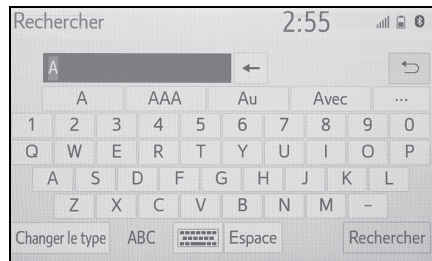 Rechercher 2:55
A
A AAA Au Avec ...
1 2 3 4 5 6 7 8 9 0
Q W E R T Y U I O P
A S D F G H J K L
Z X C V B N M –
Changer le type ABC Espace Rechercher